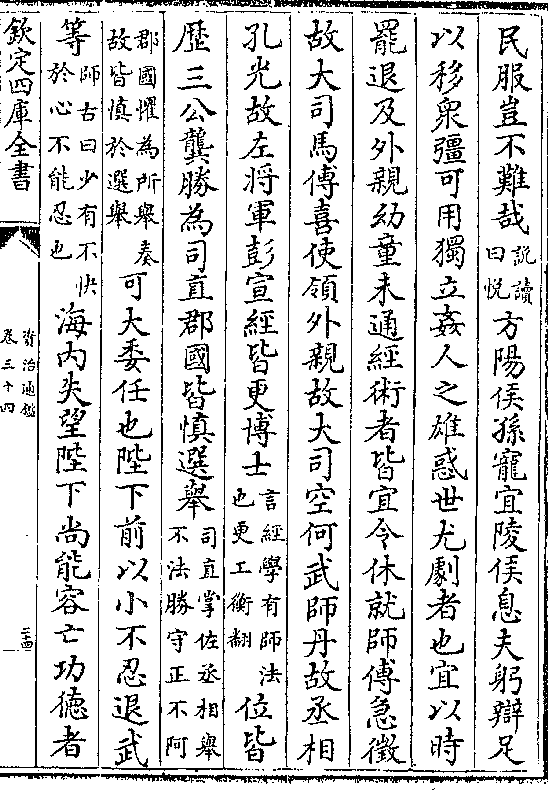 民服豈不難哉說讀曰悅方陽侯孫寵宜陵侯息夫躬辯足
以移衆彊可用獨立姦人之雄惑世尤劇者也宜以時
罷退及外親幼童未通經術者皆宜令休就師傅急徵
故大司馬傅喜使領外親故大司空何武師丹故丞相
孔光故左將軍彭宣經皆更博士言經學有師法也更工衡翻位皆
歷三公龔勝為司直郡國皆慎選舉司直掌佐丞相舉不法勝守正不阿
郡國懼為所舉奏故皆慎於選舉可大委任也陛下前以小不忍退武
等師古曰少有不快於心不能忍也海内失望陛下尚能容亡功德者
欽定四庫全書
資治通鑑
卷三十四
二十四